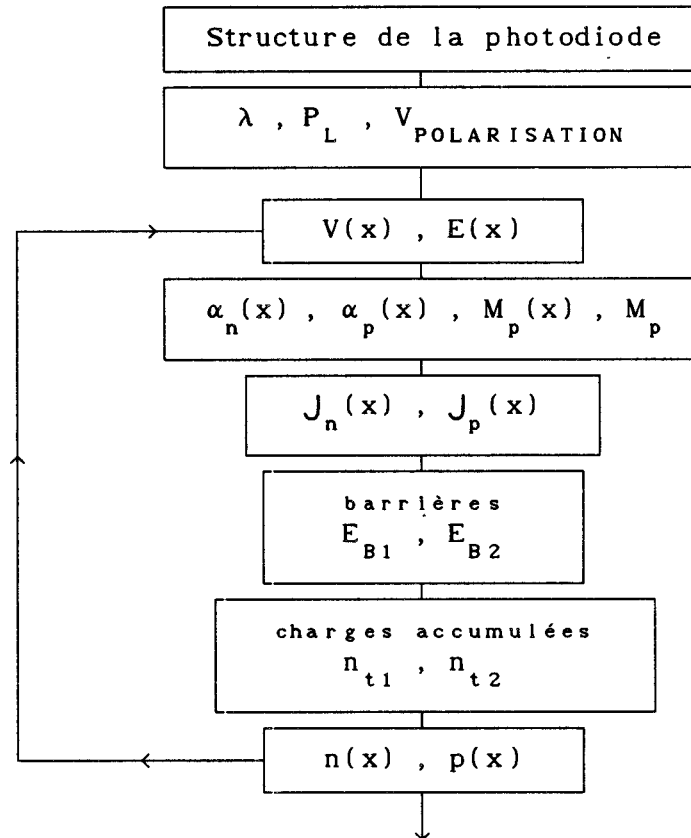 Structure de la photodiode
λ , P_L , V_POLARISATION
V(x) , E(x)
α_n(x) , α_p(x) , M_p(x) , M_p
J_n(x) , J_p(x)
barrières
E_B1 , E_B2
charges accumulées
n_t1 , n_t2
n(x) , p(x)